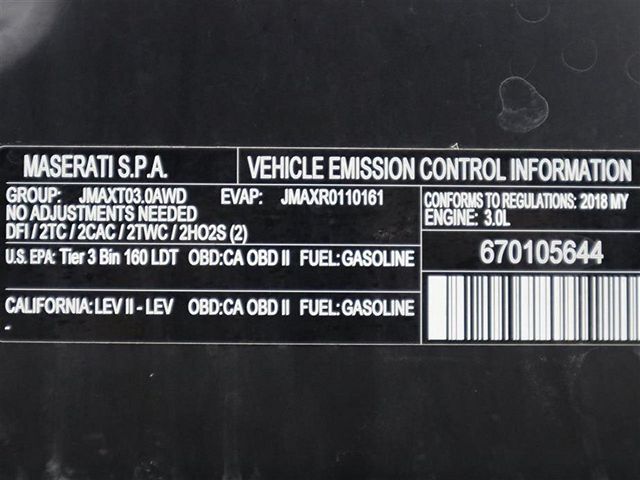 MASERATI S.P.A. VEHICLE EMISSION CONTROL INFORMATION
GROUP: JMAXT03.0AWD EVAP: JMAXR0110161
NO ADJUSTMENTS NEEDED
DFI / 2TC / 2CAC / 2TWC / 2HO2S (2)
CONFORMS TO REGULATIONS: 2018 MY
ENGINE: 3.0L
U.S. EPA: Tier 3 Bin 160 LDT OBD:CA OBD II FUEL: GASOLINE
670105644
CALIFORNIA: LEV II - LEV OBD:CA OBD II FUEL: GASOLINE
-